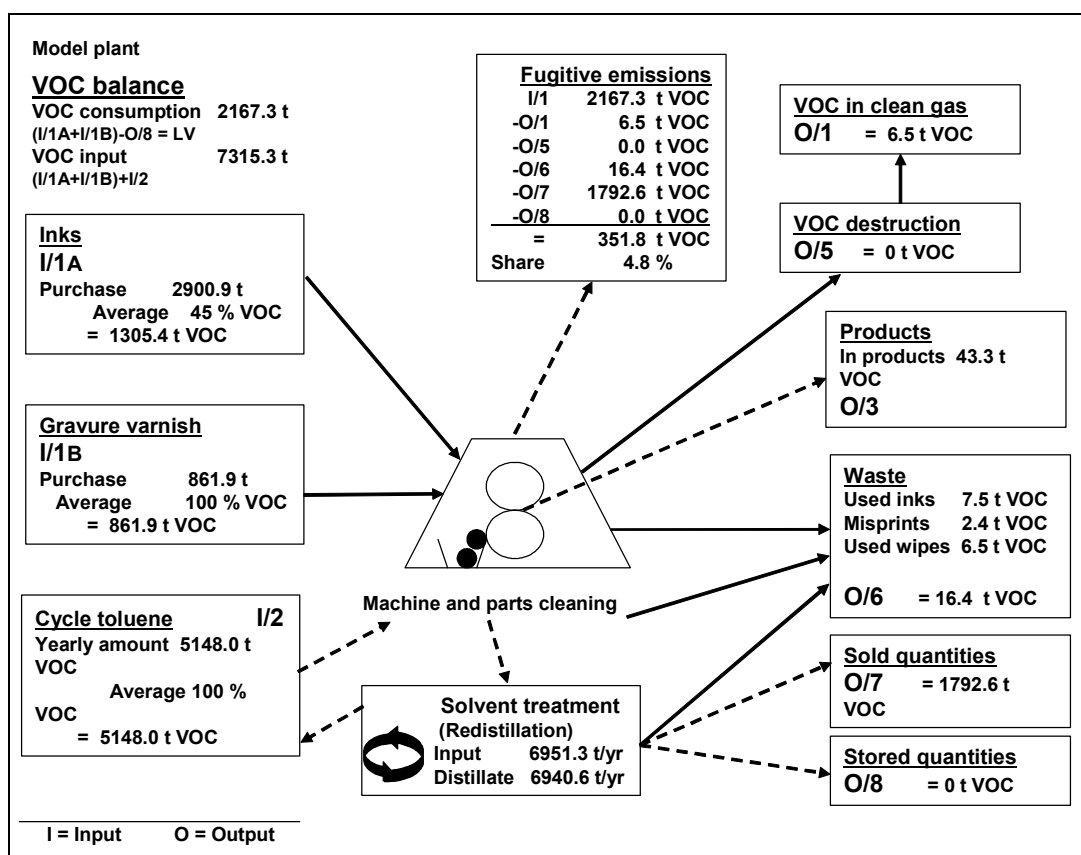 Model plant
VOC balance
VOC consumption 2167.3 t
(I/1A+I/1B)-O/8 = LV
VOC input 7315.3 t
(I/1A+I/1B)+I/2
Fugitive emissions
I/1 2167.3 t VOC
-O/1 6.5 t VOC
-O/5 0.0 t VOC
-O/6 16.4 t VOC
-O/7 1792.6 t VOC
-O/8 0.0 t VOC
= 351.8 t VOC
Share 4.8 %
VOC in clean gas
O/1 = 6.5 t VOC
VOC destruction
O/5 = 0 t VOC
Inks
I/1A
Purchase 2900.9 t
Average 45 % VOC
= 1305.4 t VOC
Products
In products 43.3 t
VOC
O/3
Gravure varnish
I/1B
Purchase 861.9 t
Average 100 % VOC
= 861.9 t VOC
Waste
Used inks 7.5 t VOC
Misprints 2.4 t VOC
Used wipes 6.5 t VOC
O/6 = 16.4 t VOC
Machine and parts cleaning
Cycle toluene I/2
Yearly amount 5148.0 t
VOC
Average 100 %
VOC
= 5148.0 t VOC
Solvent treatment
(Redistillation)
Input 6951.3 t/yr
Distillate 6940.6 t/yr
Sold quantities
O/7 = 1792.6 t
VOC
Stored quantities
O/8 = 0 t VOC
I = Input O = Output